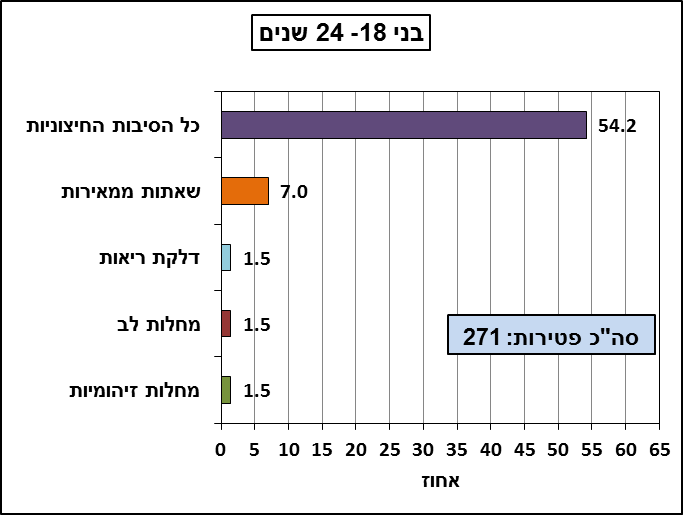 בני 18- 24 שנים
כל הסיבות החיצוניות 54.2
שאתות ממאירות 7.0
דלקת ריאות 1.5
מחלות לב 1.5
סה"כ פטירות: 271
מחלות זיהומיות 1.5
0 5 10 15 20 25 30 35 40 45 50 55 60 65
אחוז